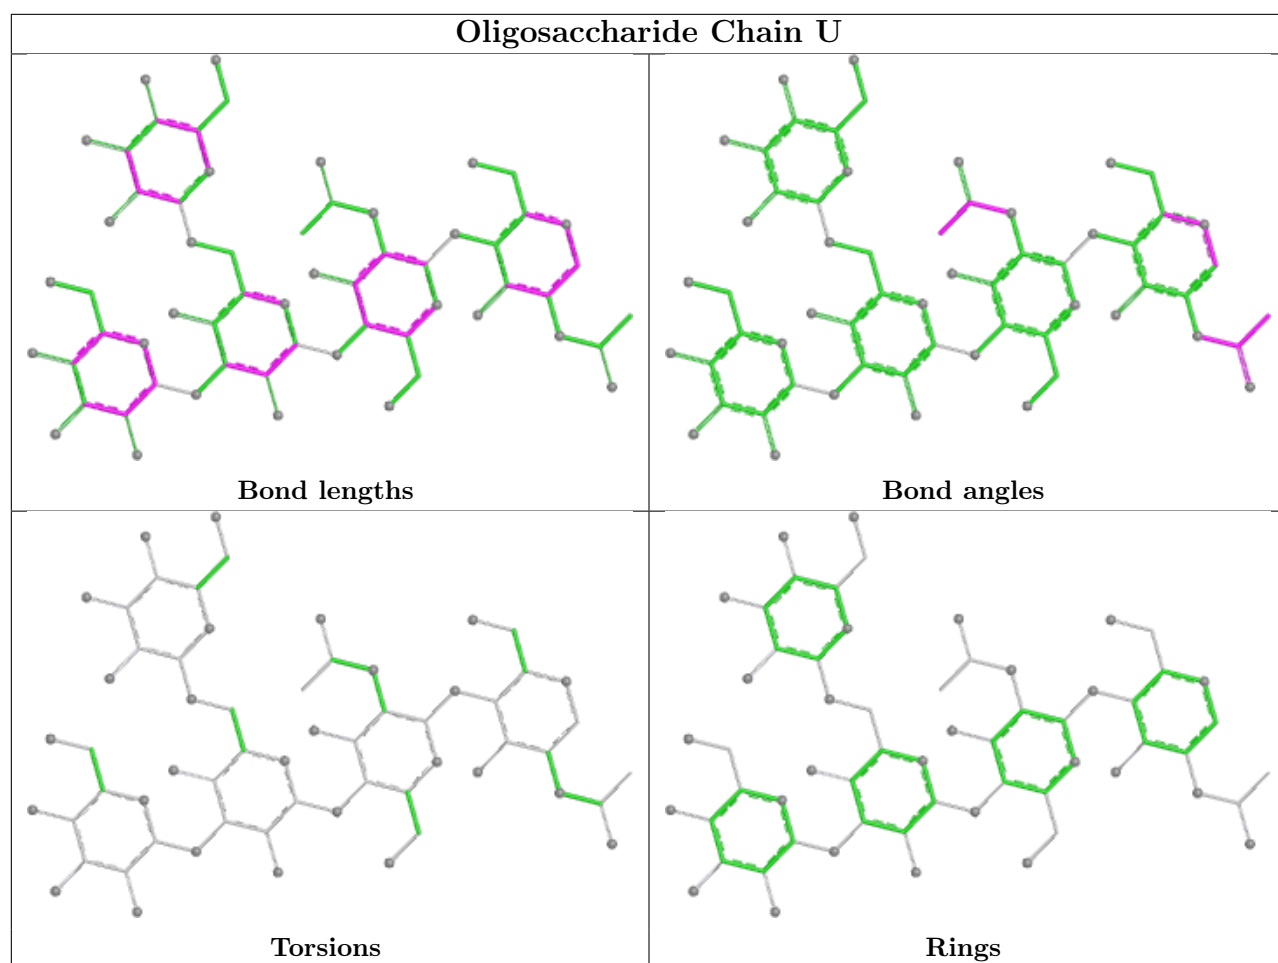 Oligosaccharide Chain U
Bond lengths
Bond angles
Torsions
Rings